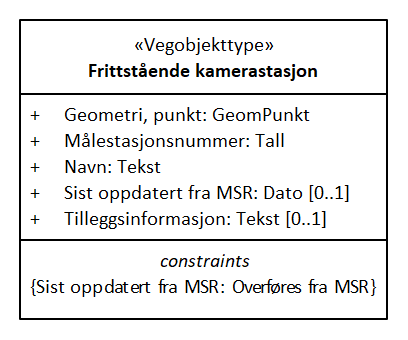 «Vegobjekttype»
Frittstående kamerastasjon
+ Geometri, punkt: GeomPunkt
+ Målestasjonsnummer: Tall
+ Navn: Tekst
+ Sist oppdatert fra MSR: Dato [0..1]
+ Tilleggsinformasjon: Tekst [0..1]
constraints
{Sist oppdatert fra MSR: Overføres fra MSR}